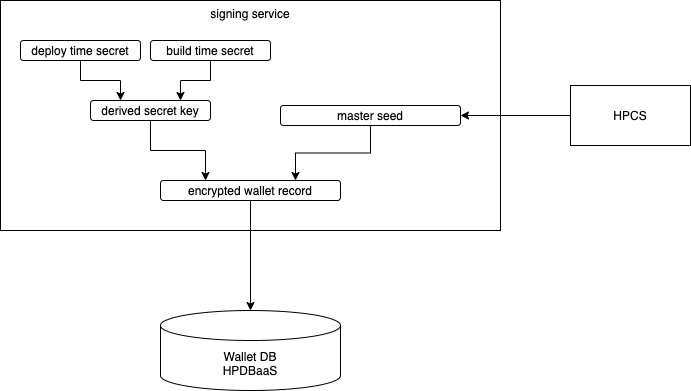 signing service
deploy time secret
build time secret
derived secret key
master seed
HPCS
encrypted wallet record
Wallet DB
HPDBaaS